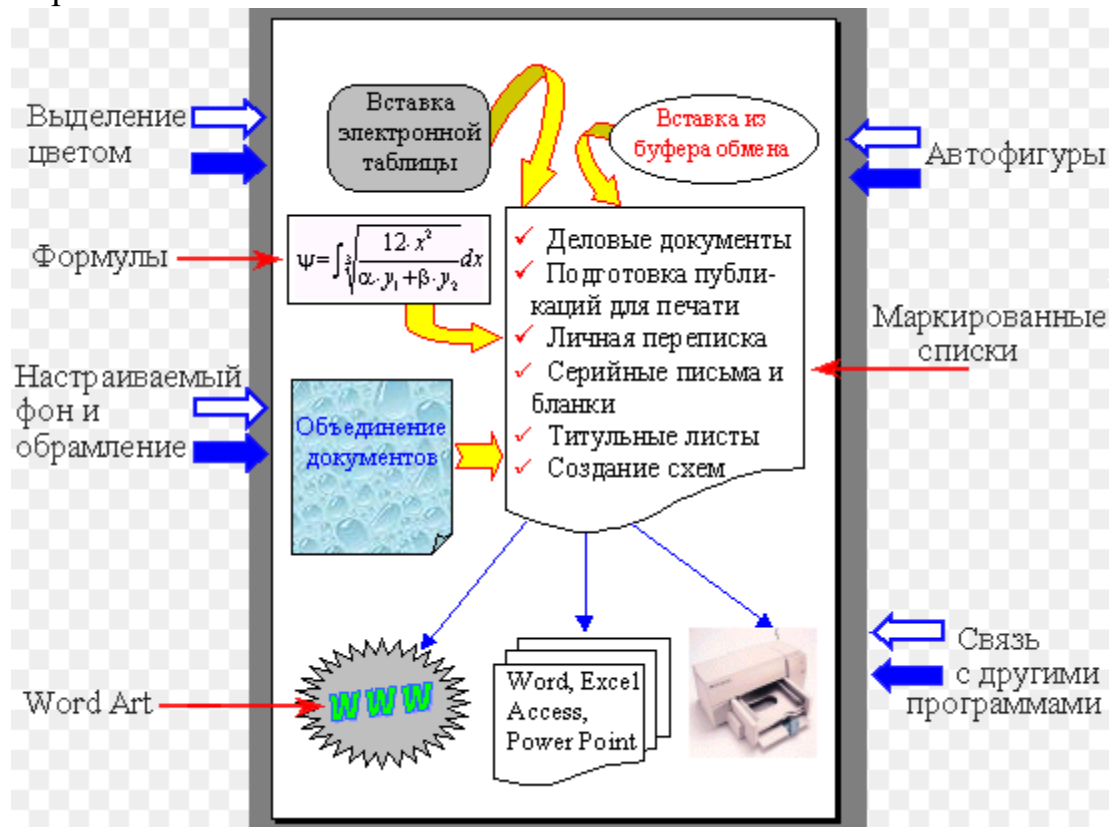 Выделение
цветом
Вставка
электронной
таблицы
Вставка из
буфера обмена
Автофигуры
Формулы
ψ=∫∛(12·x²/(α·y₁+β·y₂))dx
✓ Деловые документы
✓ Подготовка публи-
каций для печати
✓ Личная переписка
✓ Серийные письма и
бланки
✓ Титульные листы
✓ Создание схем
Маркированные
списки
Настраиваемый
фон и
обрамление
Объединение
документов
Word Art
WWW
Word, Excel
Access,
Power Point
Связь
с другими
программами